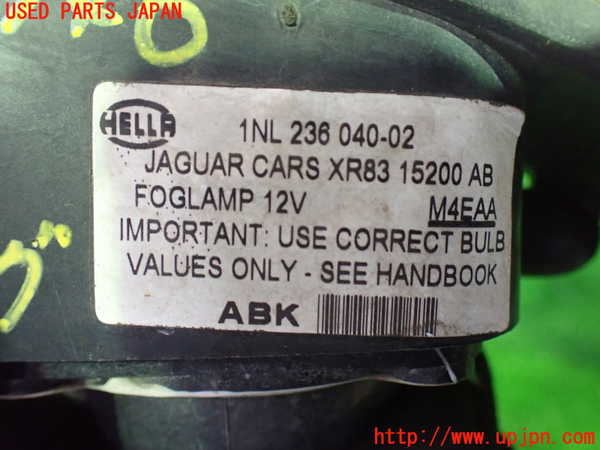 USED PARTS JAPAN
HELLA
1NL 236 040-02
JAGUAR CARS XR83 15200 AB
FOGLAMP 12V M4EAA
IMPORTANT: USE CORRECT BULB
VALUES ONLY - SEE HANDBOOK
ABK
http://www.upjpn.com/